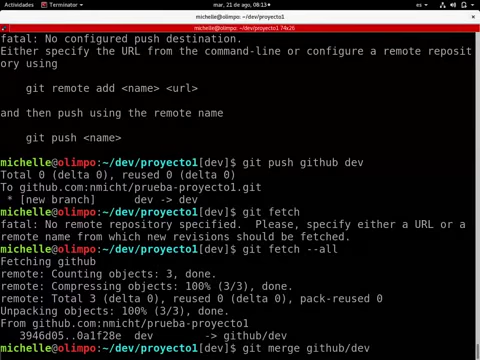 Actividades Terminator ▾ mar, 21 de ago, 08:13 ● es ▾
michelle@olimpo:~/dev/proyecto1
michelle@olimpo:~/dev/proyecto1 74x26
fatal: No configured push destination.
Either specify the URL from the command-line or configure a remote reposit
ory using
git remote add <name> <url>
and then push using the remote name
git push <name>
michelle@olimpo:~/dev/proyecto1[dev]$ git push github dev
Total 0 (delta 0), reused 0 (delta 0)
To github.com:nmicht/prueba-proyecto1.git
* [new branch] dev -> dev
michelle@olimpo:~/dev/proyecto1[dev]$ git fetch
fatal: No remote repository specified. Please, specify either a URL or a
remote name from which new revisions should be fetched.
michelle@olimpo:~/dev/proyecto1[dev]$ git fetch --all
Fetching github
remote: Counting objects: 3, done.
remote: Compressing objects: 100% (3/3), done.
remote: Total 3 (delta 0), reused 0 (delta 0), pack-reused 0
Unpacking objects: 100% (3/3), done.
From github.com:nmicht/prueba-proyecto1
3946d05..0a1f28e dev -> github/dev
michelle@olimpo:~/dev/proyecto1[dev]$ git merge github/dev